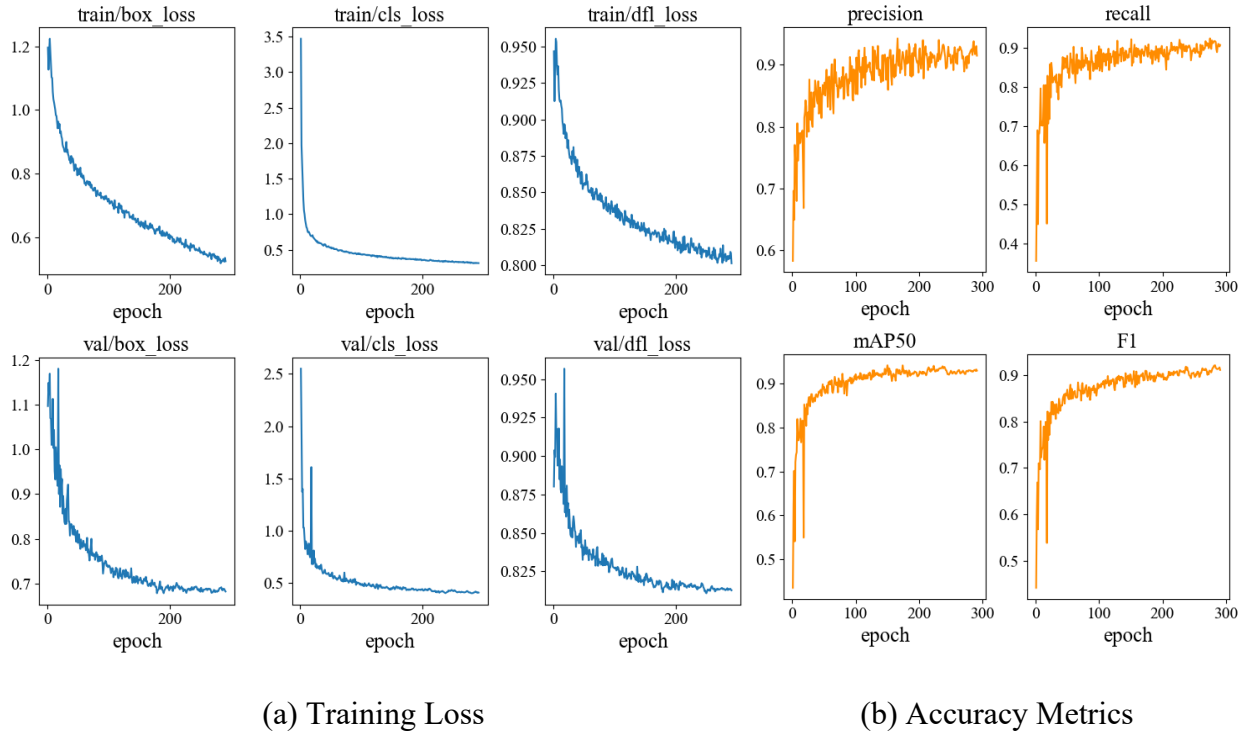 train/box_loss
1.2
1.0
0.8
0.6
0
200
epoch
train/cls_loss
3.5
3.0
2.5
2.0
1.5
1.0
0.5
0
200
epoch
train/dfl_loss
0.950
0.925
0.900
0.875
0.850
0.825
0.800
0
200
epoch
precision
0.9
0.8
0.7
0.6
0 100 200 300
epoch
recall
0.9
0.8
0.7
0.6
0.5
0.4
0 100 200 300
epoch
val/box_loss
1.2
1.1
1.0
0.9
0.8
0.7
0
200
epoch
val/cls_loss
2.5
2.0
1.5
1.0
0.5
0
200
epoch
val/dfl_loss
0.950
0.925
0.900
0.875
0.850
0.825
0
200
epoch
mAP50
0.9
0.8
0.7
0.6
0.5
0 100 200 300
epoch
F1
0.9
0.8
0.7
0.6
0.5
0 100 200 300
epoch
(a) Training Loss
(b) Accuracy Metrics